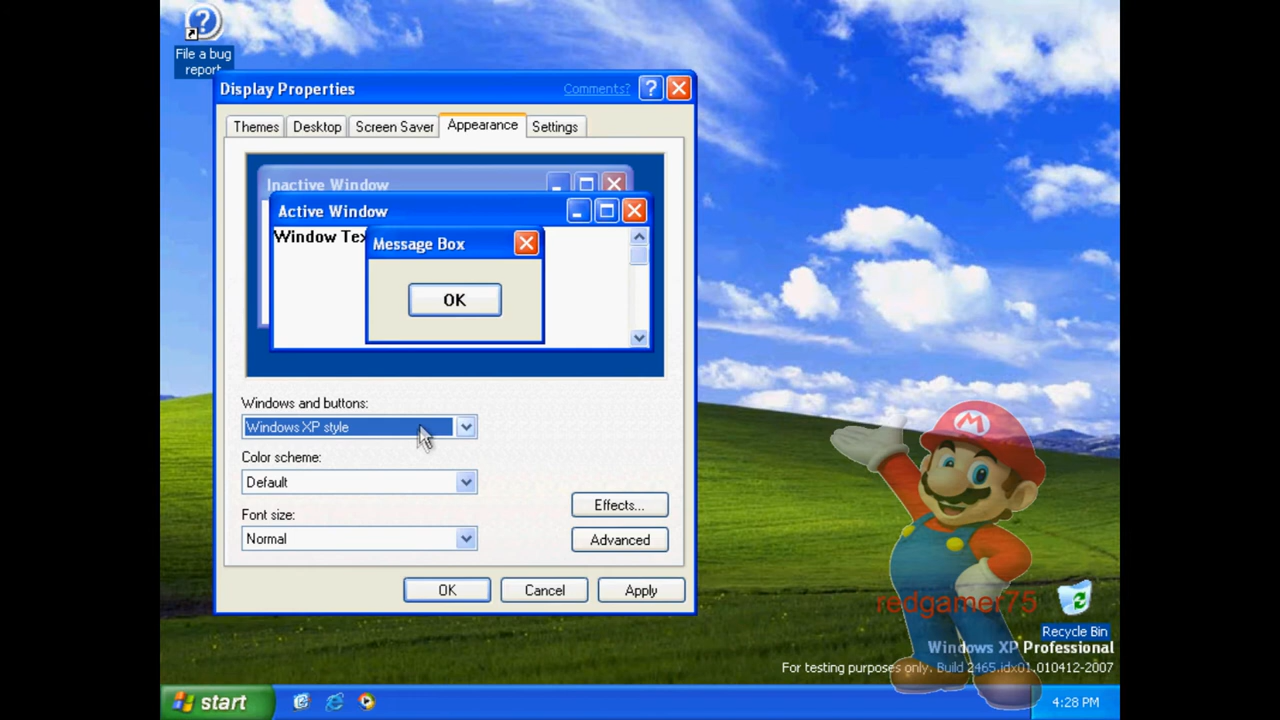 File a bug
report
Display Properties
Comments?
?
Themes
Desktop
Screen Saver
Appearance
Settings
Inactive Window
Active Window
Window Tex
Message Box
OK
Windows and buttons:
Windows XP style
Color scheme:
Default
Effects...
Font size:
Normal
Advanced
OK
Cancel
Apply
M
redgamer75
Recycle Bin
Windows XP Professional
For testing purposes only. Build 2465.idx01.010412-2007
start
4:28 PM